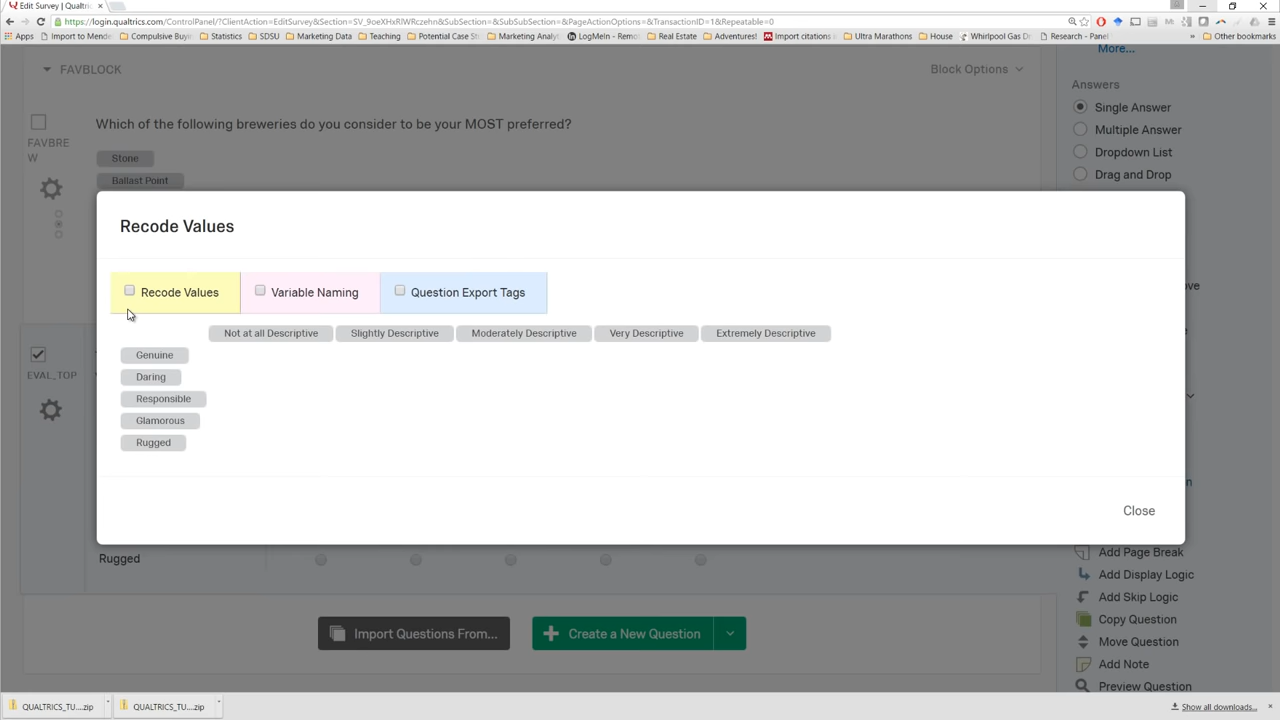 Edit Survey | Qualtri
https://login.qualtrics.com/ControlPanel/?ClientAction=EditSurvey&Section=SV_9oeXHxRlWRczehn&SubSection=&SubSubSection=&PageActionOptions=&TransactionID=1&Repeatable=0
Apps Import to Mende Compulsive Buyin Statistics SDSU Marketing Data Teaching Potential Case Stu Marketing Analyt LogMeIn - Remo Real Estate Adventures! Import citations i Ultra Marathons House Whirlpool Gas Dr Research - Panel » Other bookmarks
More...
FAVBLOCK Block Options
Answers
Single Answer
Which of the following breweries do you consider to be your MOST preferred?
Multiple Answer
FAVBRE
W
Stone
Dropdown List
Ballast Point
Drag and Drop
Recode Values
Recode Values Variable Naming Question Export Tags
Not at all Descriptive Slightly Descriptive Moderately Descriptive Very Descriptive Extremely Descriptive
Genuine
Daring
EVAL_TOP
Responsible
Glamorous
Rugged
Close
Rugged
Add Page Break
Add Display Logic
Add Skip Logic
Copy Question
Import Questions From... Create a New Question
Move Question
Add Note
Preview Question
QUALTRICS_TU....zip QUALTRICS_TU....zip Show all downloads...